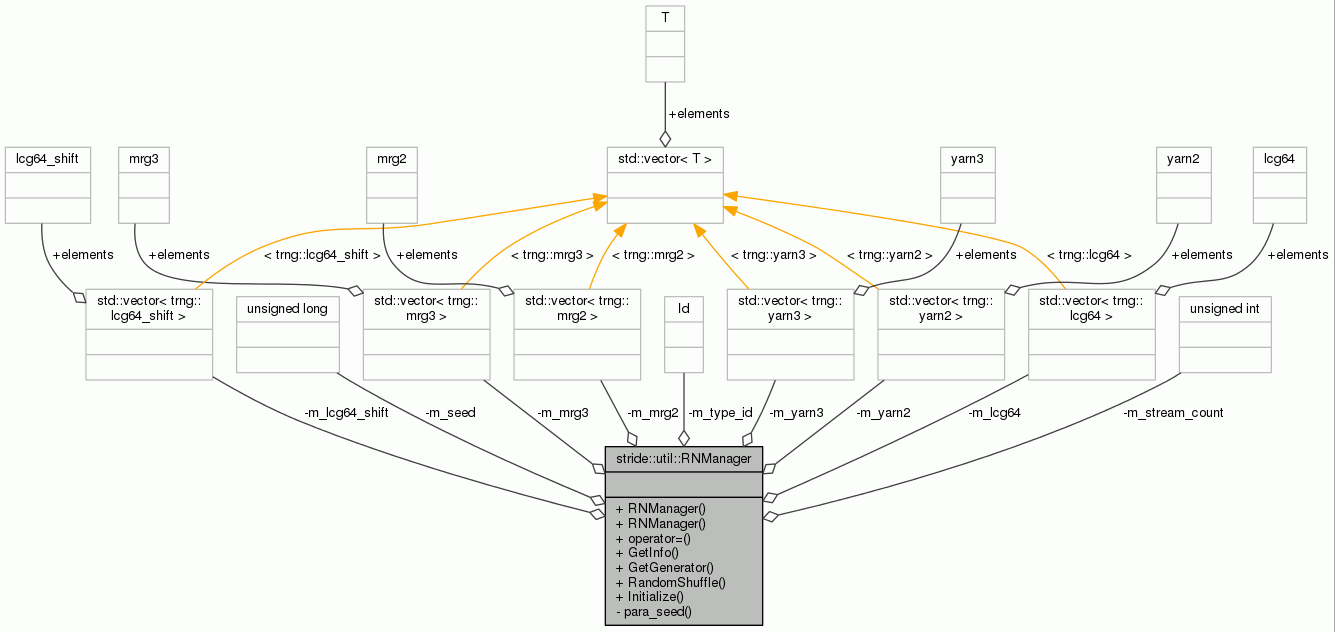 T
+elements
lcg64_shift
mrg3
mrg2
std::vector< T >
yarn3
yarn2
lcg64
+elements
+elements
< trng::lcg64_shift >
+elements
< trng::mrg3 >
< trng::mrg2 >
< trng::yarn3 >
< trng::yarn2 >
+elements
< trng::lcg64 >
+elements
+elements
std::vector< trng::
lcg64_shift >
unsigned long
std::vector< trng::
mrg3 >
std::vector< trng::
mrg2 >
Id
std::vector< trng::
yarn3 >
std::vector< trng::
yarn2 >
std::vector< trng::
lcg64 >
unsigned int
-m_lcg64_shift
-m_seed
-m_mrg3
-m_mrg2
-m_type_id
-m_yarn3
-m_yarn2
-m_lcg64
-m_stream_count
stride::util::RNManager
+ RNManager()
+ RNManager()
+ operator=()
+ GetInfo()
+ GetGenerator()
+ RandomShuffle()
+ Initialize()
- para_seed()